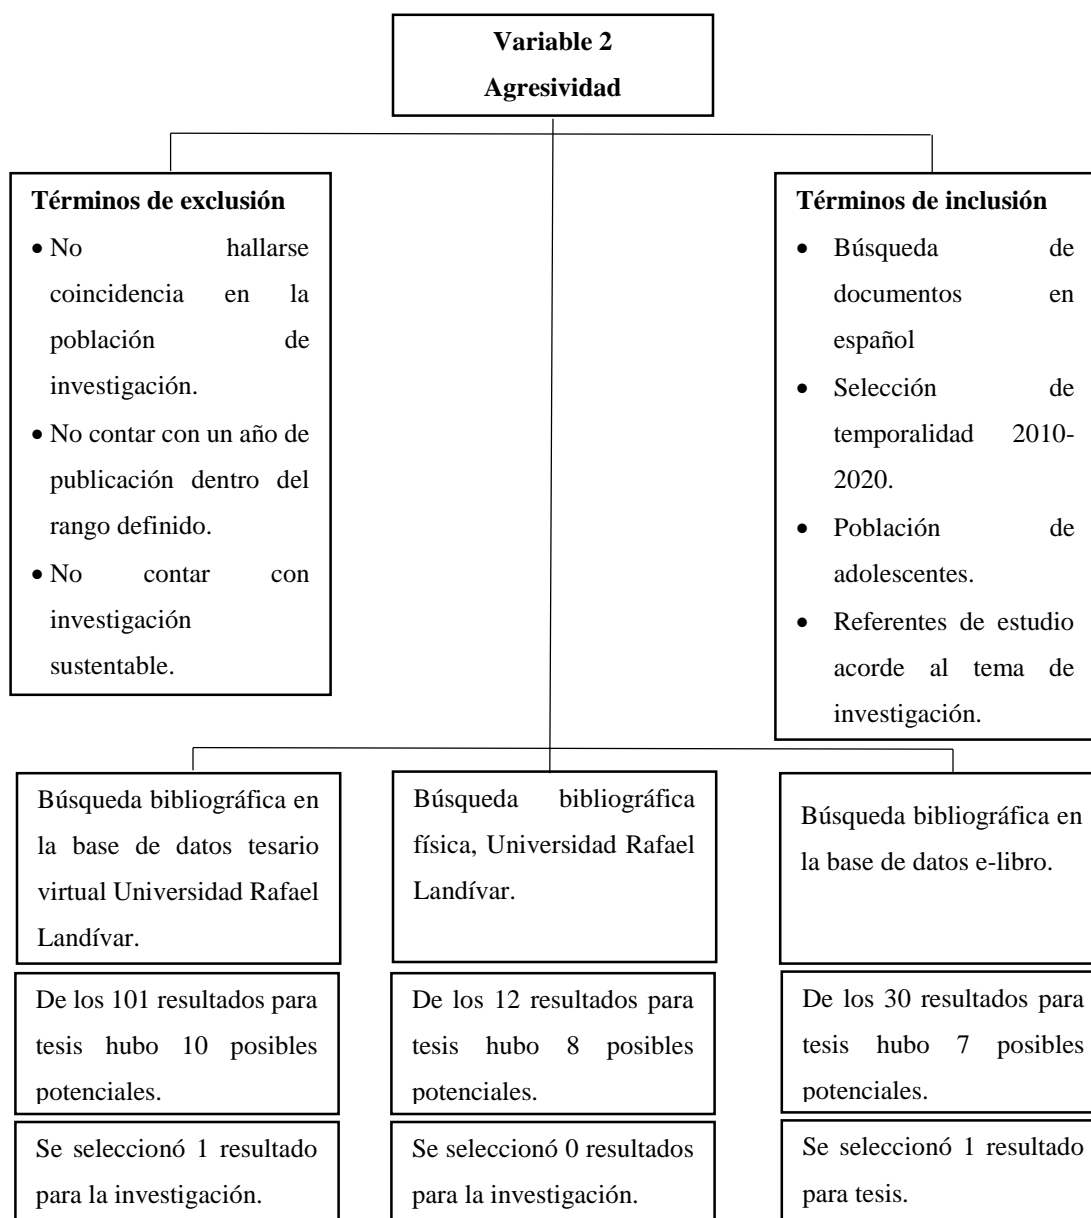 Variable 2
Agresividad
Términos de exclusión
• No hallarse
coincidencia en la
población de
investigación.
• No contar con un año de
publicación dentro del
rango definido.
• No contar con
investigación
sustentable.
Términos de inclusión
• Búsqueda de
documentos en
español
• Selección de
temporalidad 2010-
2020.
• Población de
adolescentes.
• Referentes de estudio
acorde al tema de
investigación.
Búsqueda bibliográfica en
la base de datos tesario
virtual Universidad Rafael
Landívar.
De los 101 resultados para
tesis hubo 10 posibles
potenciales.
Se seleccionó 1 resultado
para la investigación.
Búsqueda bibliográfica
física, Universidad Rafael
Landívar.
De los 12 resultados para
tesis hubo 8 posibles
potenciales.
Se seleccionó 0 resultados
para la investigación.
Búsqueda bibliográfica en
la base de datos e-libro.
De los 30 resultados para
tesis hubo 7 posibles
potenciales.
Se seleccionó 1 resultado
para tesis.